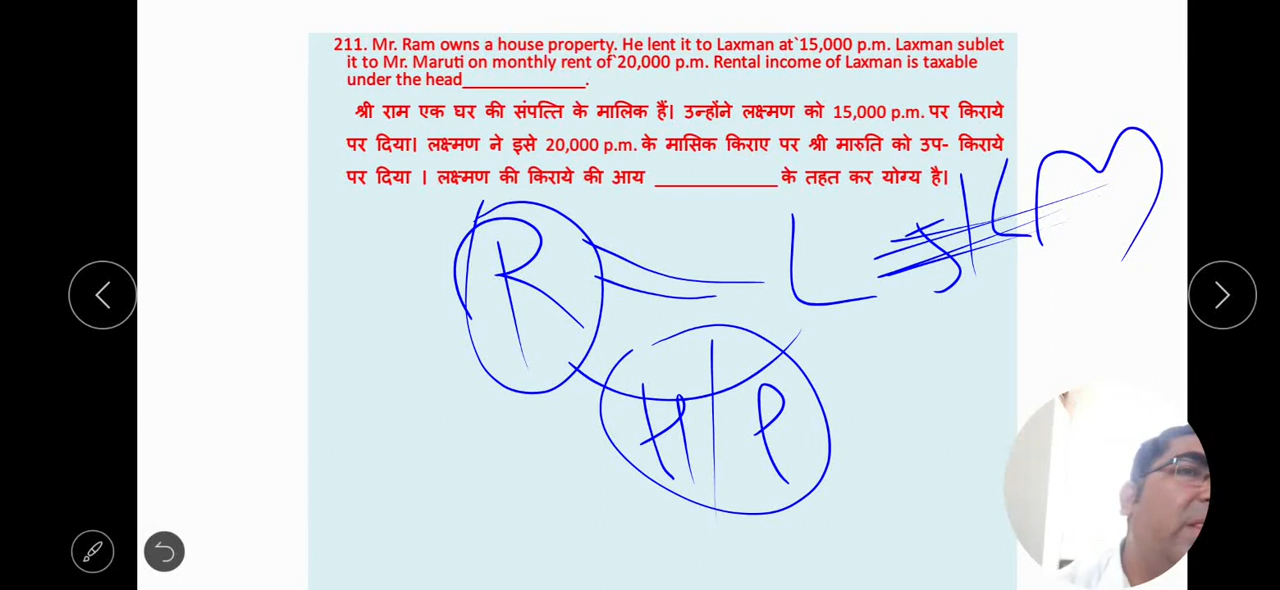 211. Mr. Ram owns a house property. He lent it to Laxman at`15,000 p.m. Laxman sublet
it to Mr. Maruti on monthly rent of`20,000 p.m. Rental income of Laxman is taxable
under the head______________.
श्री राम एक घर की संपत्ति के मालिक हैं। उन्होंने लक्ष्मण को 15,000 p.m. पर किराये
पर दिया। लक्ष्मण ने इसे 20,000 p.m. के मासिक किराए पर श्री मारुति को उप- किराये
पर दिया । लक्ष्मण की किराये की आय ______________ के तहत कर योग्य है।
R L M
H P